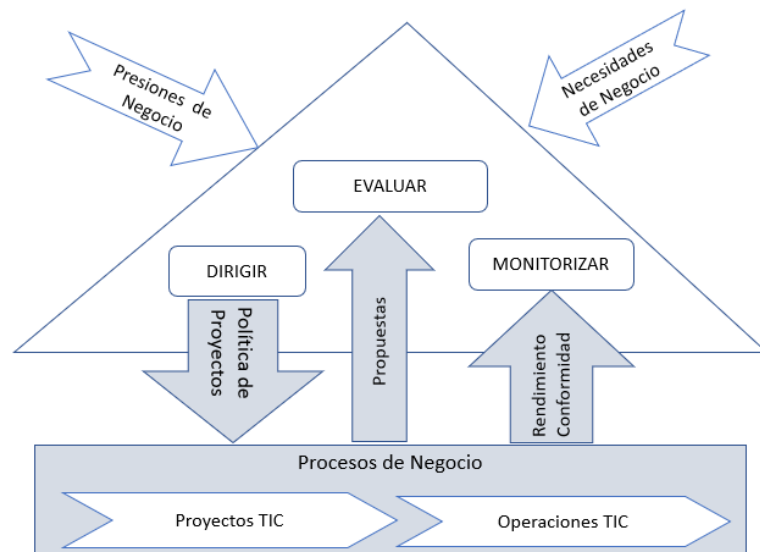 Presiones de
Negocio
Necesidades
de Negocio
EVALUAR
DIRIGIR
MONITORIZAR
Política de
Proyectos
Propuestas
Rendimiento
Conformidad
Procesos de Negocio
Proyectos TIC
Operaciones TIC